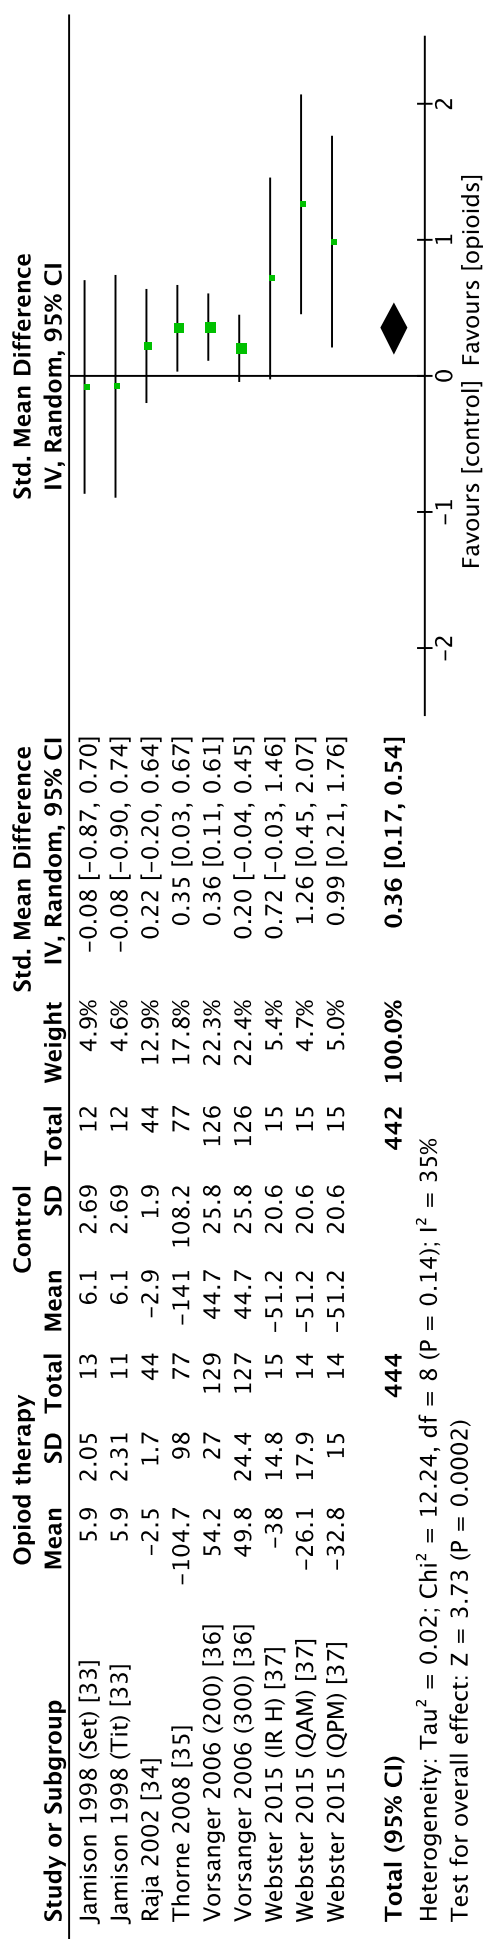 Opiod therapy Control Std. Mean Difference Std. Mean Difference
Study or Subgroup Mean SD Total Mean SD Total Weight IV, Random, 95% CI IV, Random, 95% CI
Jamison 1998 (Set) [33] 5.9 2.05 13 6.1 2.69 12 4.9% −0.08 [−0.87, 0.70]
Jamison 1998 (Tit) [33] 5.9 2.31 11 6.1 2.69 12 4.6% −0.08 [−0.90, 0.74]
Raja 2002 [34] −2.5 1.7 44 −2.9 1.9 44 12.9% 0.22 [−0.20, 0.64]
Thorne 2008 [35] −104.7 98 77 −141 108.2 77 17.8% 0.35 [0.03, 0.67]
Vorsanger 2006 (200) [36] 54.2 27 129 44.7 25.8 126 22.3% 0.36 [0.11, 0.61]
Vorsanger 2006 (300) [36] 49.8 24.4 127 44.7 25.8 126 22.4% 0.20 [−0.04, 0.45]
Webster 2015 (IR H) [37] −38 14.8 15 −51.2 20.6 15 5.4% 0.72 [−0.03, 1.46]
Webster 2015 (QAM) [37] −26.1 17.9 14 −51.2 20.6 15 4.7% 1.26 [0.45, 2.07]
Webster 2015 (QPM) [37] −32.8 15 14 −51.2 20.6 15 5.0% 0.99 [0.21, 1.76]
Total (95% CI) 444 442 100.0% 0.36 [0.17, 0.54]
Heterogeneity: Tau² = 0.02; Chi² = 12.24, df = 8 (P = 0.14); I² = 35%
Test for overall effect: Z = 3.73 (P = 0.0002)
−2 −1 0 1 2
Favours [control] Favours [opioids]